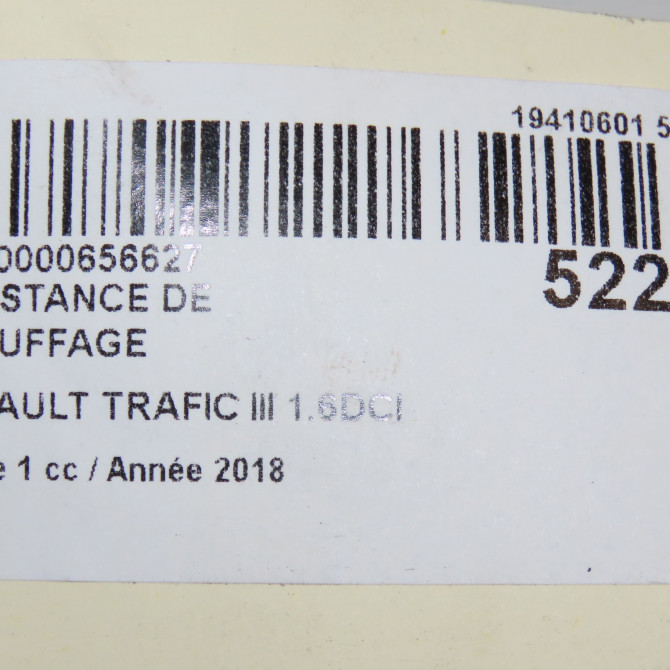 19410601 5
0000656627
522
STANCE DE
UFFAGE
AULT TRAFIC III 1.6DCI
e 1 cc / Année 2018